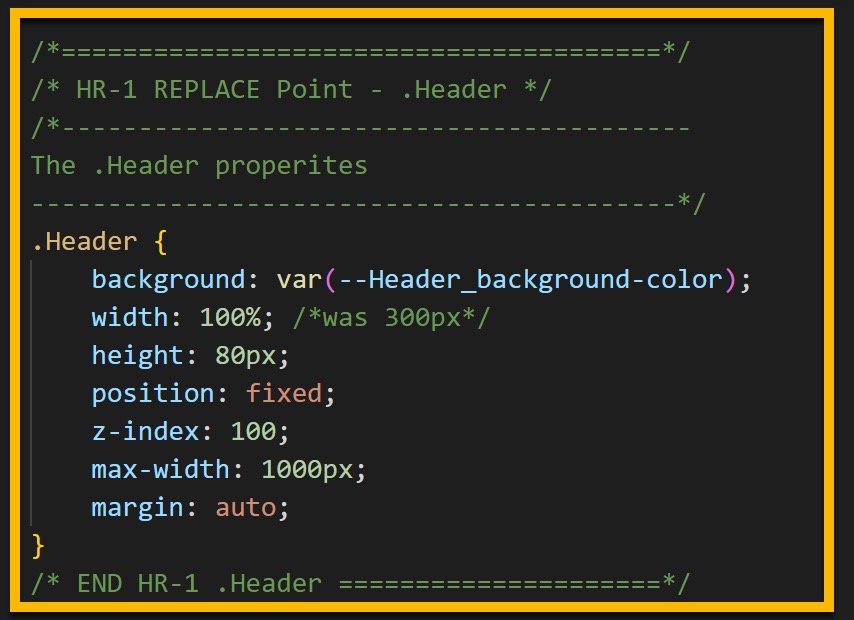 /*=======================================*/
/* HR-1 REPLACE Point - .Header */
/*-----------------------------------------
The .Header properites
------------------------------------------*/
.Header {
    background: var(--Header_background-color);
    width: 100%; /*was 300px*/
    height: 80px;
    position: fixed;
    z-index: 100;
    max-width: 1000px;
    margin: auto;
}
/* END HR-1 .Header =====================*/